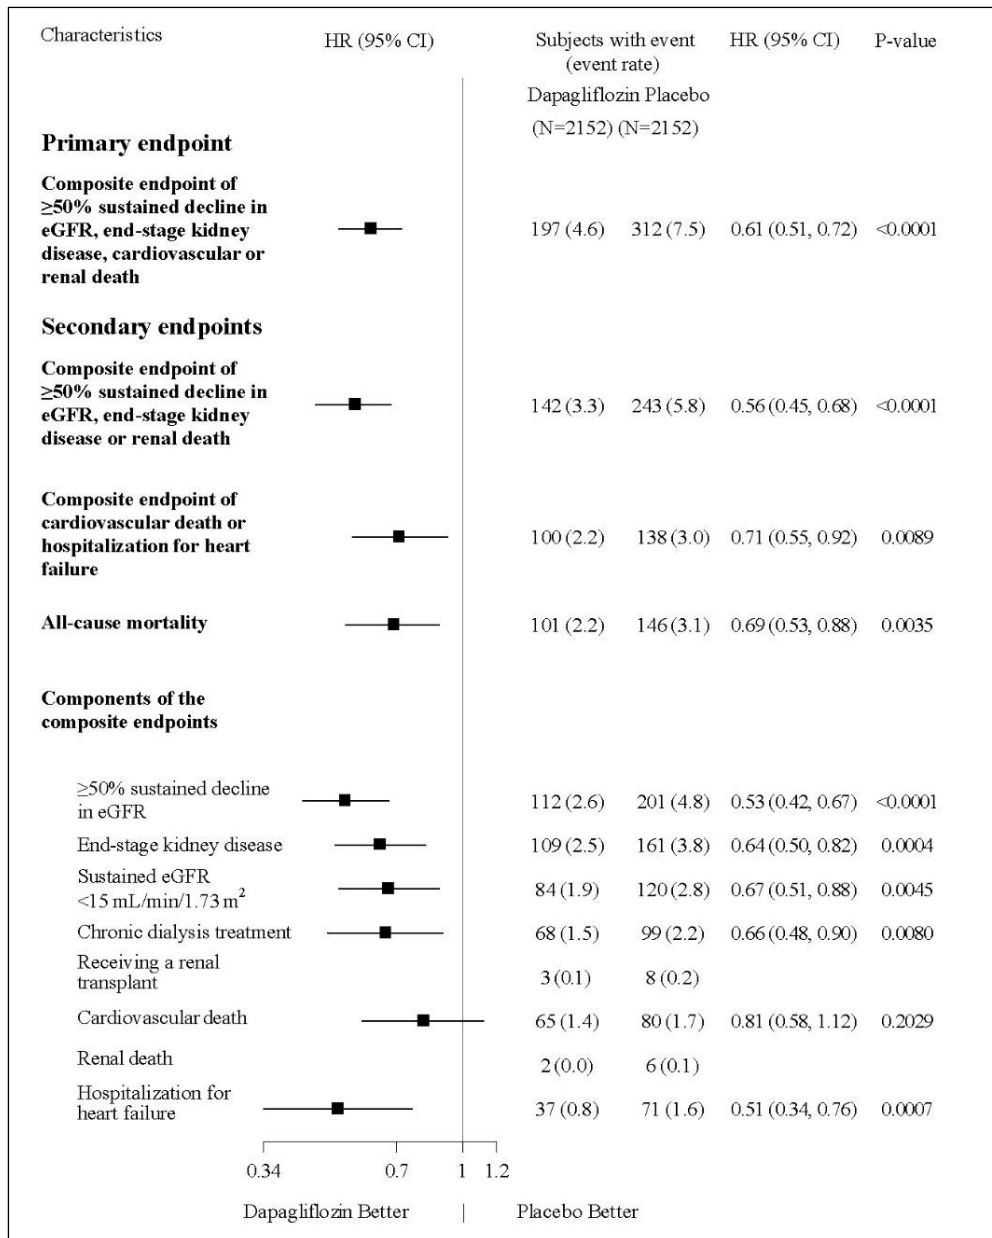 Characteristics HR (95% CI) Subjects with event HR (95% CI) P-value
(event rate)
Dapagliflozin Placebo
(N=2152) (N=2152)
Primary endpoint
Composite endpoint of
≥50% sustained decline in
eGFR, end-stage kidney 197 (4.6) 312 (7.5) 0.61 (0.51, 0.72) <0.0001
disease, cardiovascular or
renal death
Secondary endpoints
Composite endpoint of
≥50% sustained decline in
eGFR, end-stage kidney 142 (3.3) 243 (5.8) 0.56 (0.45, 0.68) <0.0001
disease or renal death
Composite endpoint of
cardiovascular death or
hospitalization for heart 100 (2.2) 138 (3.0) 0.71 (0.55, 0.92) 0.0089
failure
All-cause mortality 101 (2.2) 146 (3.1) 0.69 (0.53, 0.88) 0.0035
Components of the
composite endpoints
≥50% sustained decline
in eGFR 112 (2.6) 201 (4.8) 0.53 (0.42, 0.67) <0.0001
End-stage kidney disease 109 (2.5) 161 (3.8) 0.64 (0.50, 0.82) 0.0004
Sustained eGFR
<15 mL/min/1.73 m² 84 (1.9) 120 (2.8) 0.67 (0.51, 0.88) 0.0045
Chronic dialysis treatment 68 (1.5) 99 (2.2) 0.66 (0.48, 0.90) 0.0080
Receiving a renal
transplant 3 (0.1) 8 (0.2)
Cardiovascular death 65 (1.4) 80 (1.7) 0.81 (0.58, 1.12) 0.2029
Renal death 2 (0.0) 6 (0.1)
Hospitalization for
heart failure 37 (0.8) 71 (1.6) 0.51 (0.34, 0.76) 0.0007
0.34 0.7 1 1.2
Dapagliflozin Better | Placebo Better